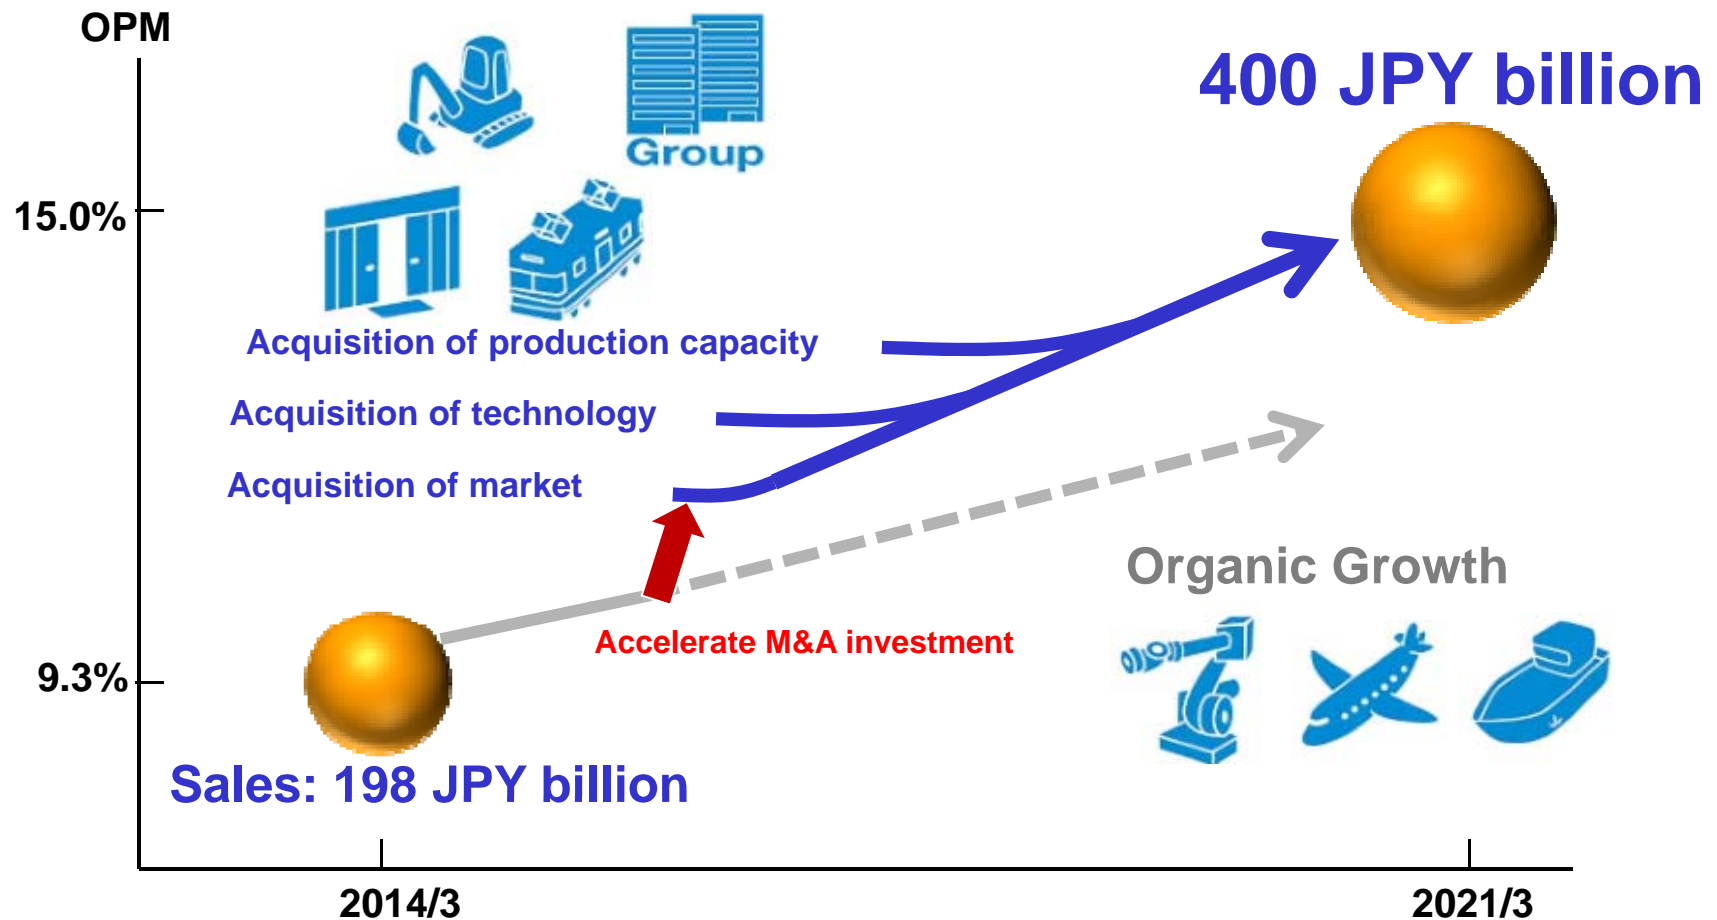 OPM
400 JPY billion
Group
15.0%
Acquisition of production capacity
Acquisition of technology
Acquisition of market
Organic Growth
Accelerate M&A investment
9.3%
Sales: 198 JPY billion
2014/3
2021/3